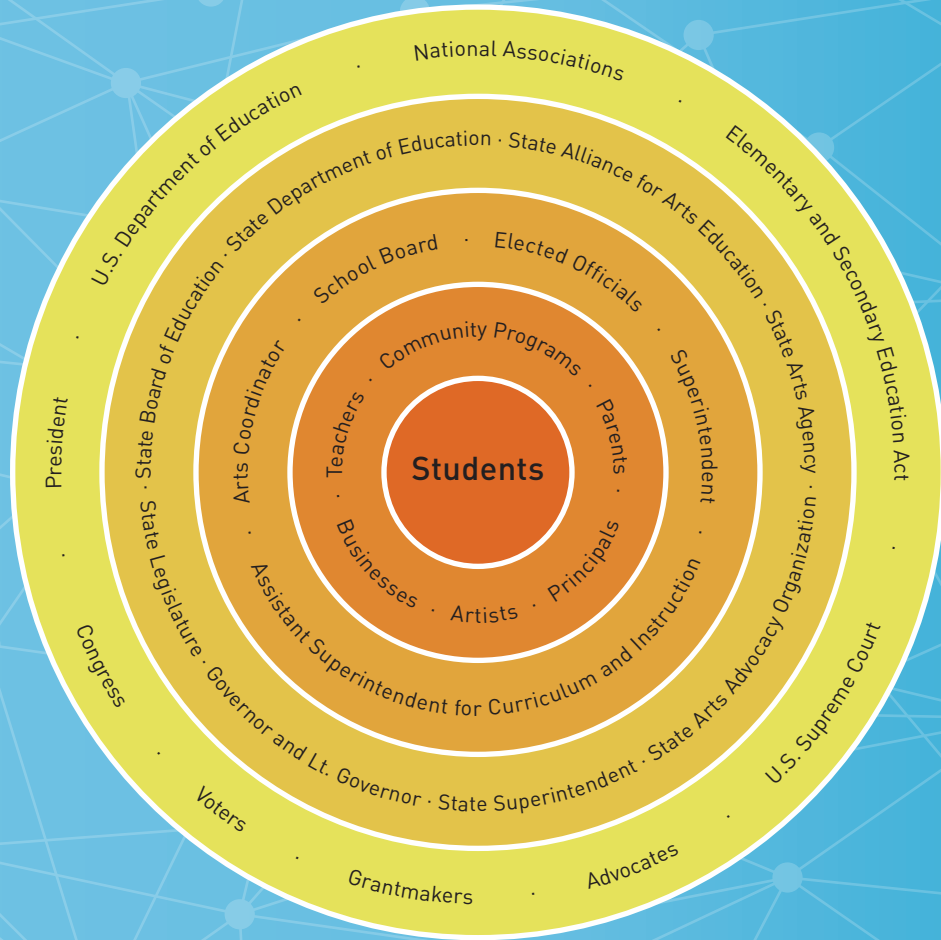 National Associations · Elementary and Secondary Education Act · U.S. Supreme Court · Advocates · Grantmakers · Voters · Congress · President · U.S. Department of Education ·
State Department of Education · State Alliance for Arts Education · State Arts Agency · State Arts Advocacy Organization · State Superintendent · Governor and Lt. Governor · State Legislature · State Board of Education ·
School Board · Elected Officials · Superintendent · Assistant Superintendent for Curriculum and Instruction · Arts Coordinator ·
Community Programs · Parents · Principals · Artists · Businesses · Teachers ·
Students